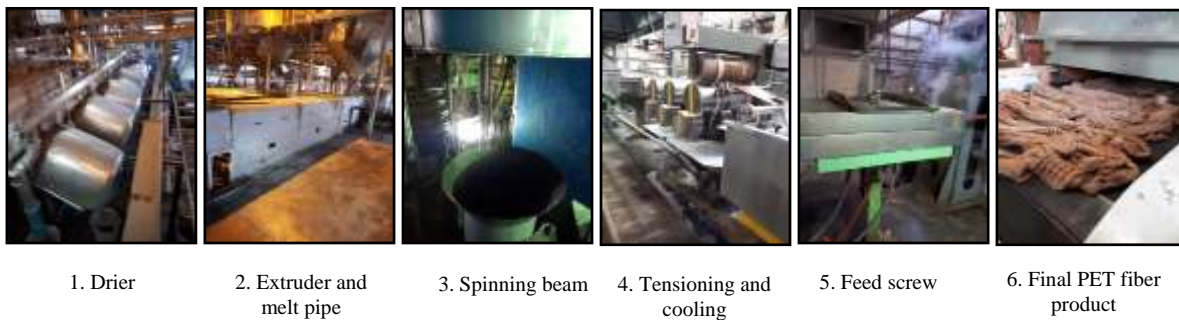 1. Drier
2. Extruder and
melt pipe
3. Spinning beam
4. Tensioning and
cooling
5. Feed screw
6. Final PET fiber
product